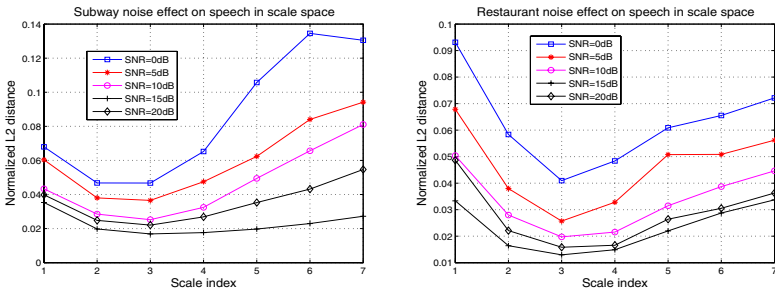 Subway noise effect on speech in scale space
Normalized L2 distance
0.14
0.12
0.1
0.08
0.06
0.04
0.02
0
SNR=0dB
SNR=5dB
SNR=10dB
SNR=15dB
SNR=20dB
1 2 3 4 5 6 7
Scale index
Restaurant noise effect on speech in scale space
Normalized L2 distance
0.1
0.09
0.08
0.07
0.06
0.05
0.04
0.03
0.02
0.01
SNR=0dB
SNR=5dB
SNR=10dB
SNR=15dB
SNR=20dB
1 2 3 4 5 6 7
Scale index